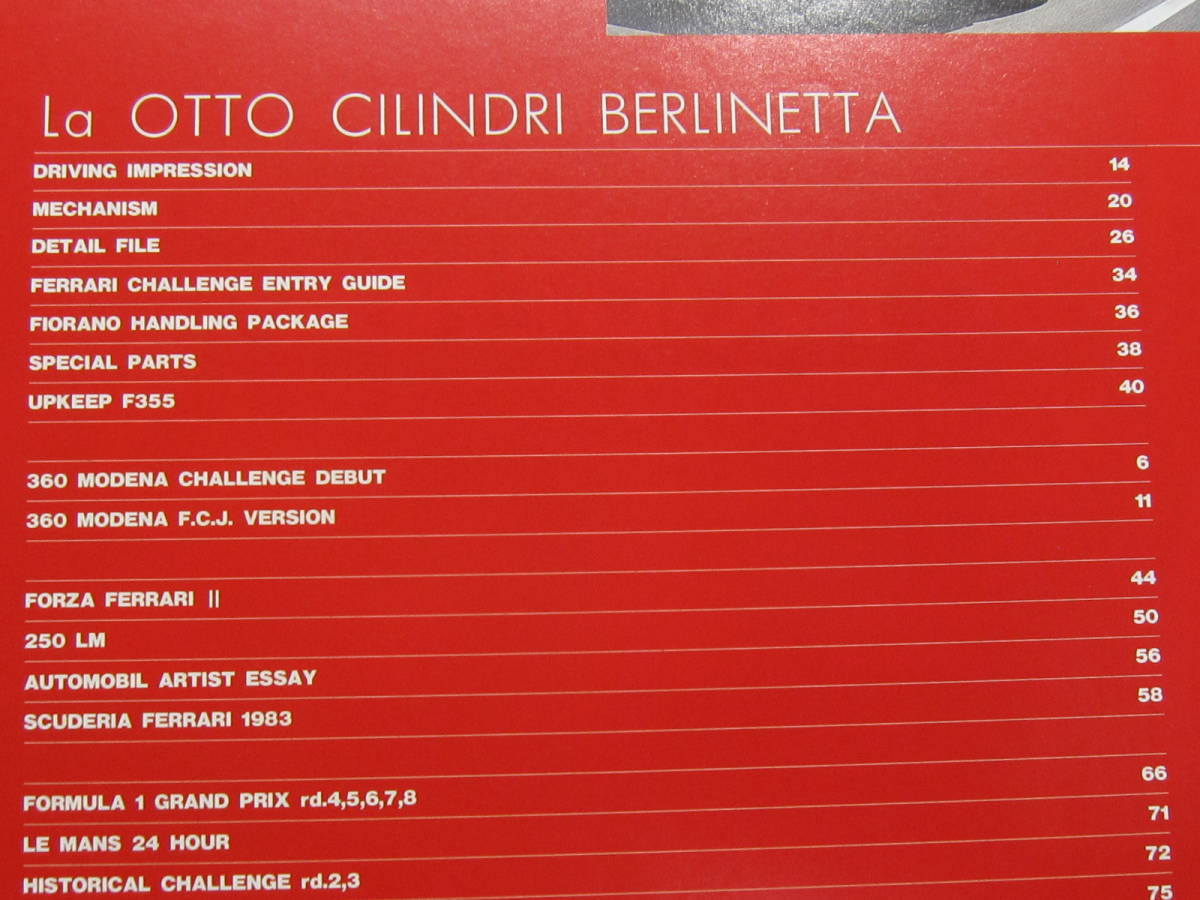 La OTTO CILINDRI BERLINETTA
DRIVING IMPRESSION 14
MECHANISM 20
DETAIL FILE 26
FERRARI CHALLENGE ENTRY GUIDE 34
FIORANO HANDLING PACKAGE 36
SPECIAL PARTS 38
UPKEEP F355 40
360 MODENA CHALLENGE DEBUT 6
360 MODENA F.C.J. VERSION 11
FORZA FERRARI II 44
250 LM 50
AUTOMOBIL ARTIST ESSAY 56
SCUDERIA FERRARI 1983 58
FORMULA 1 GRAND PRIX rd.4,5,6,7,8 66
LE MANS 24 HOUR 71
HISTORICAL CHALLENGE rd.2,3 72
75